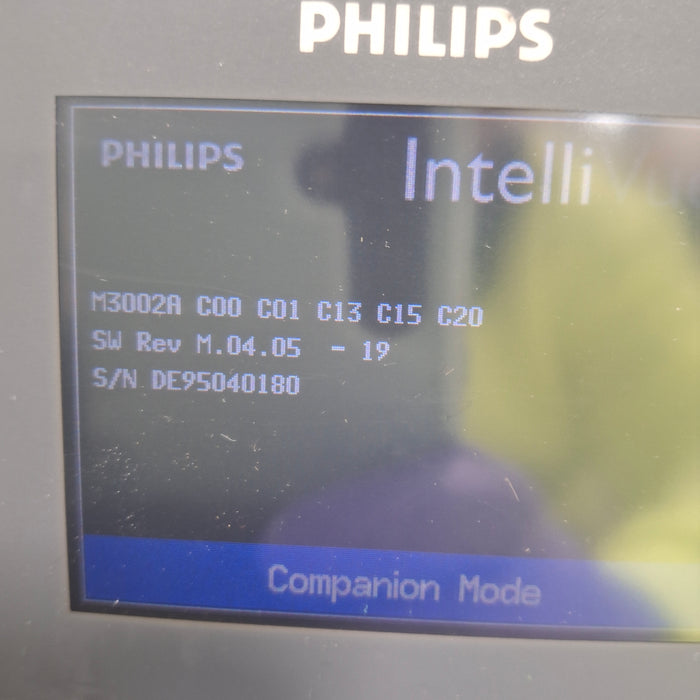 PHILIPS
PHILIPS
Intelli
M3002A C00 C01 C13 C15 C20
SW Rev M.04.05 - 19
S/N DE95040180
Companion Mode